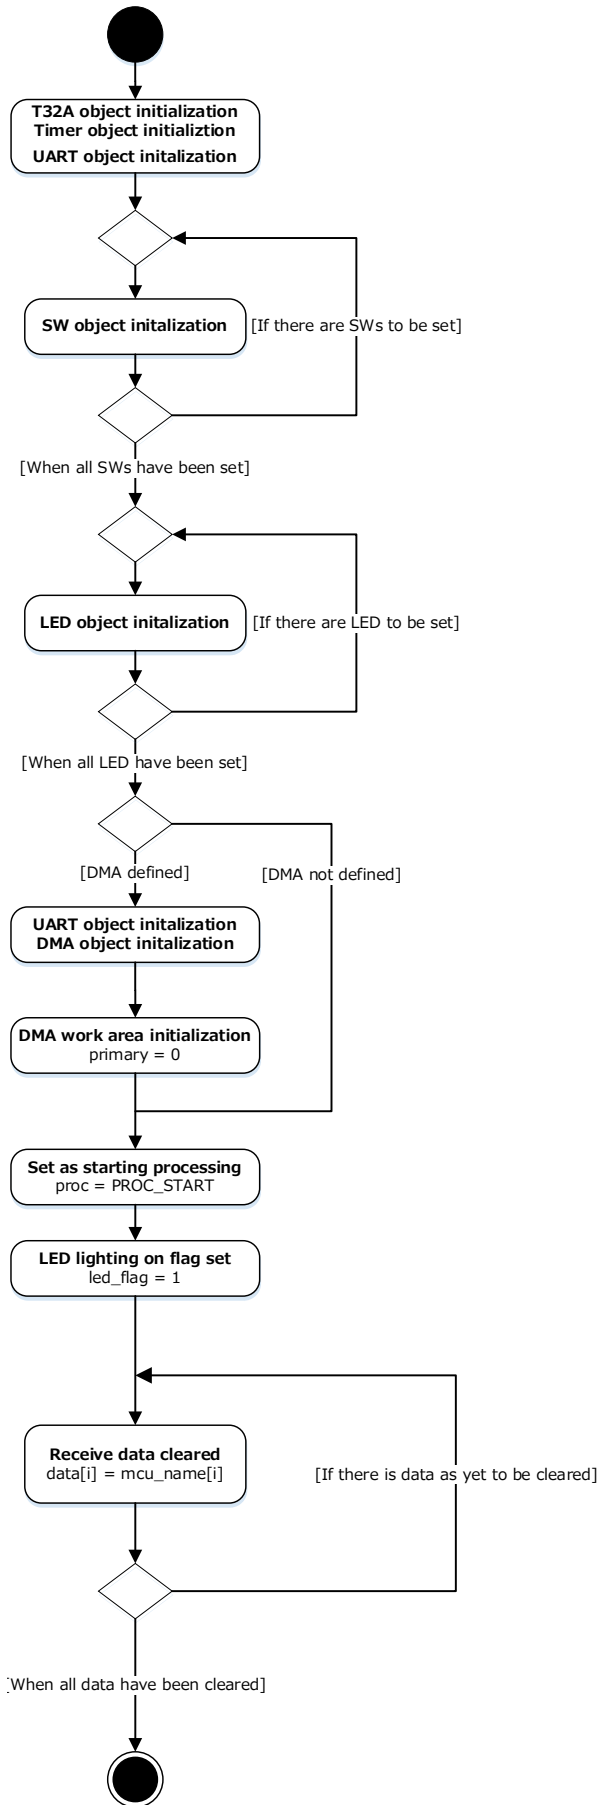 T32A object initialization
Timer object initializtion
UART object initalization
SW object initalization
[If there are SWs to be set]
[When all SWs have been set]
LED object initalization
[If there are LED to be set]
[When all LED have been set]
[DMA defined]
[DMA not defined]
UART object initalization
DMA object initalization
DMA work area initialization
primary = 0
Set as starting processing
proc = PROC_START
LED lighting on flag set
led_flag = 1
Receive data cleared
data[i] = mcu_name[i]
[If there is data as yet to be cleared]
[When all data have been cleared]